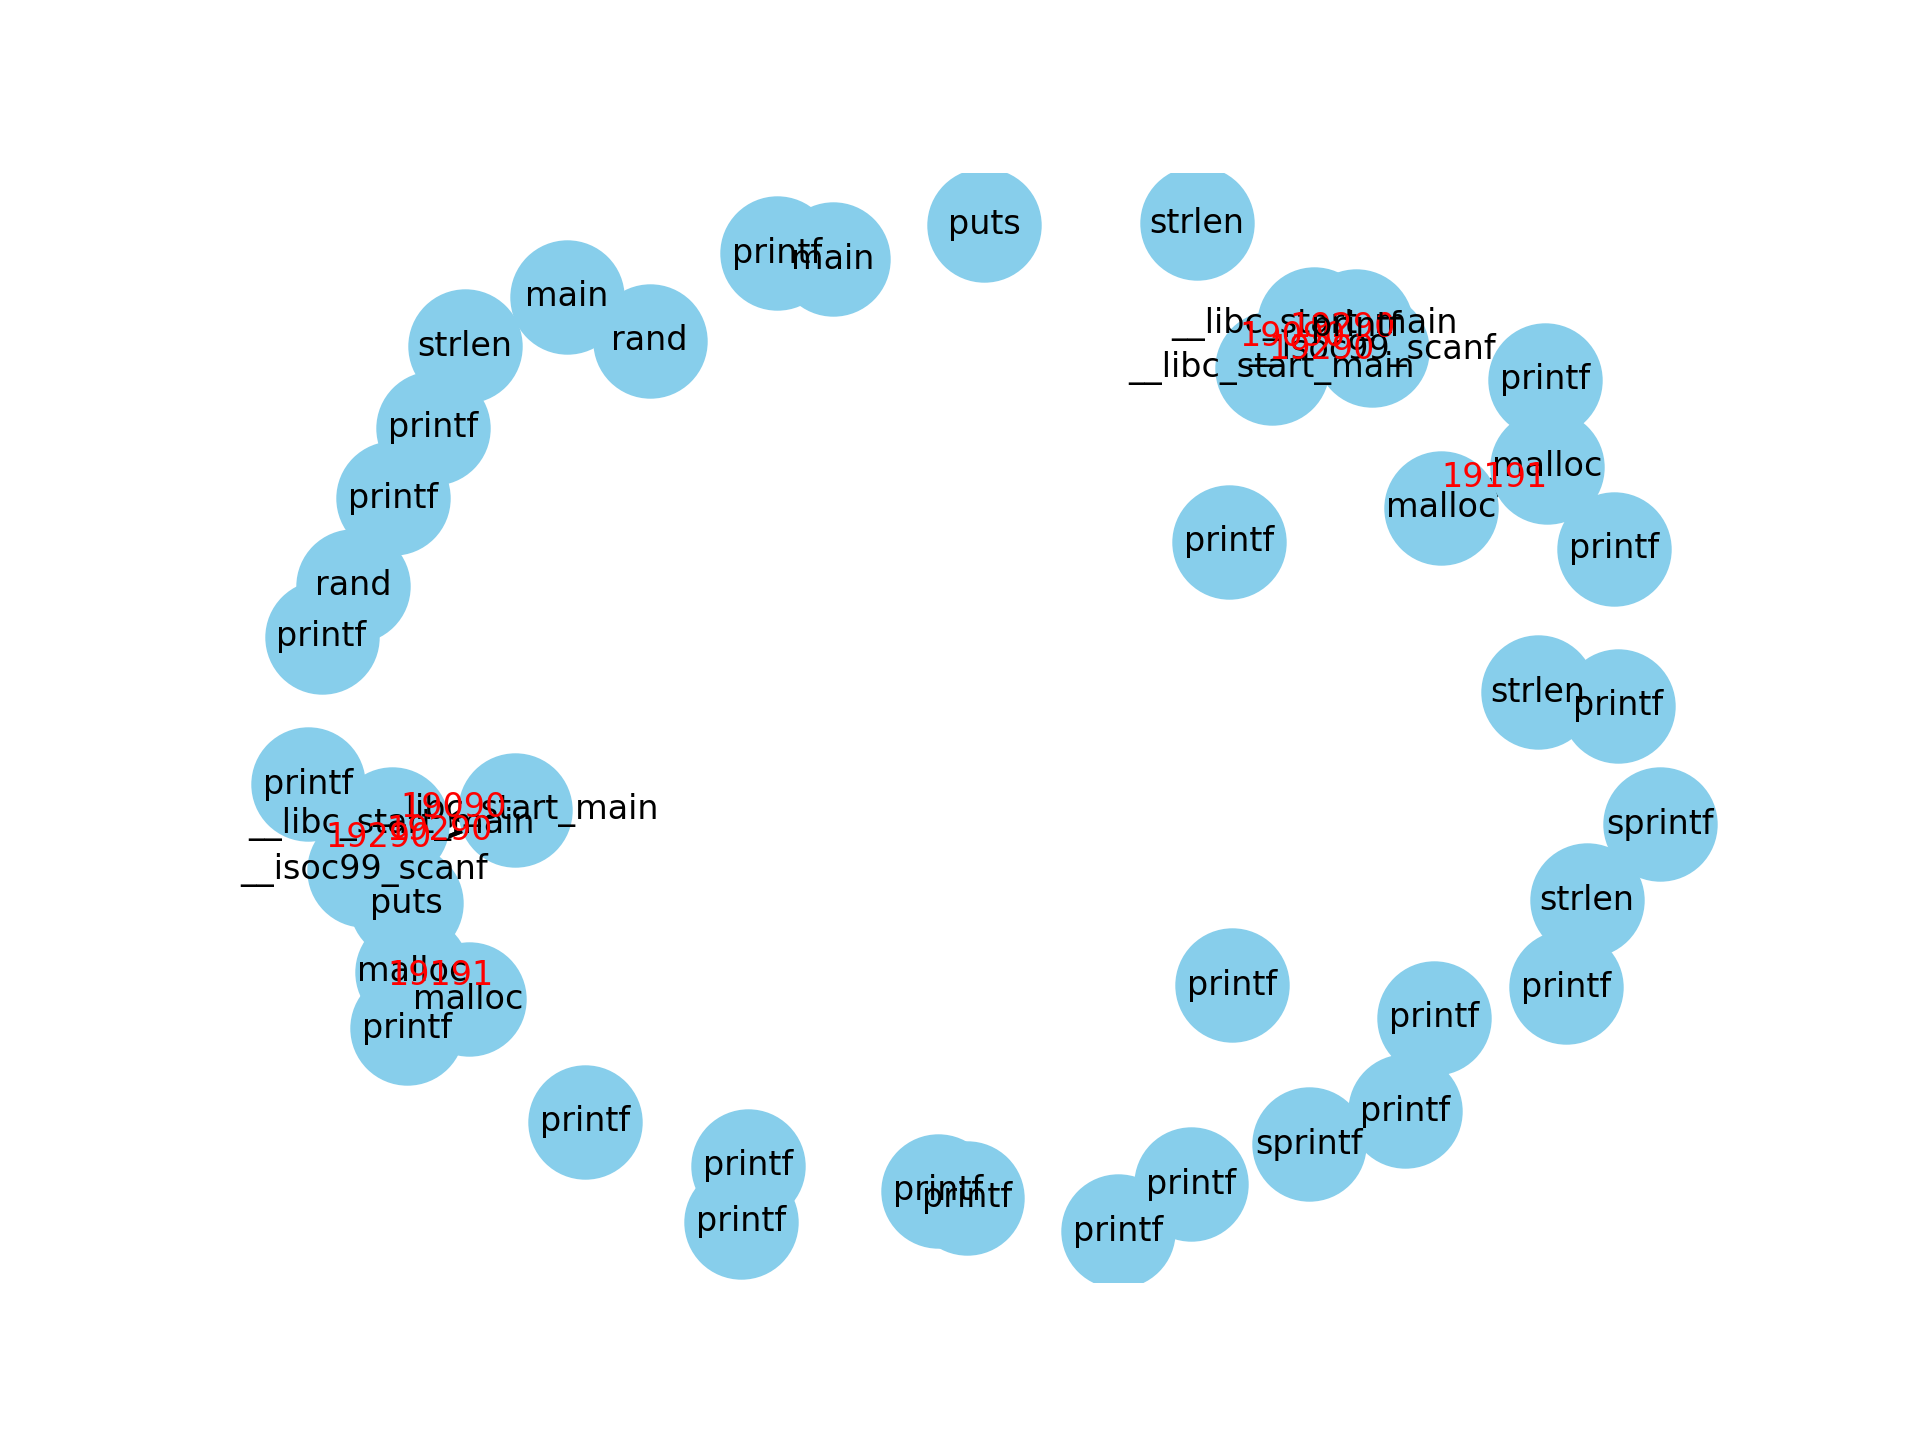 puts
strlen
printf
main
main
__libc_start_main
printf
19090
19290
19290
__isoc99_scanf
__libc_start_main
rand
strlen
printf
printf
malloc
19191
malloc
printf
printf
printf
rand
printf
strlen
printf
printf
__libc_start_main
19090
__libc_start_main
19290
19290
sprintf
__isoc99_scanf
puts
strlen
malloc
19191
malloc
printf
printf
printf
printf
printf
printf
printf
sprintf
printf
printf
printf
printf
printf
printf